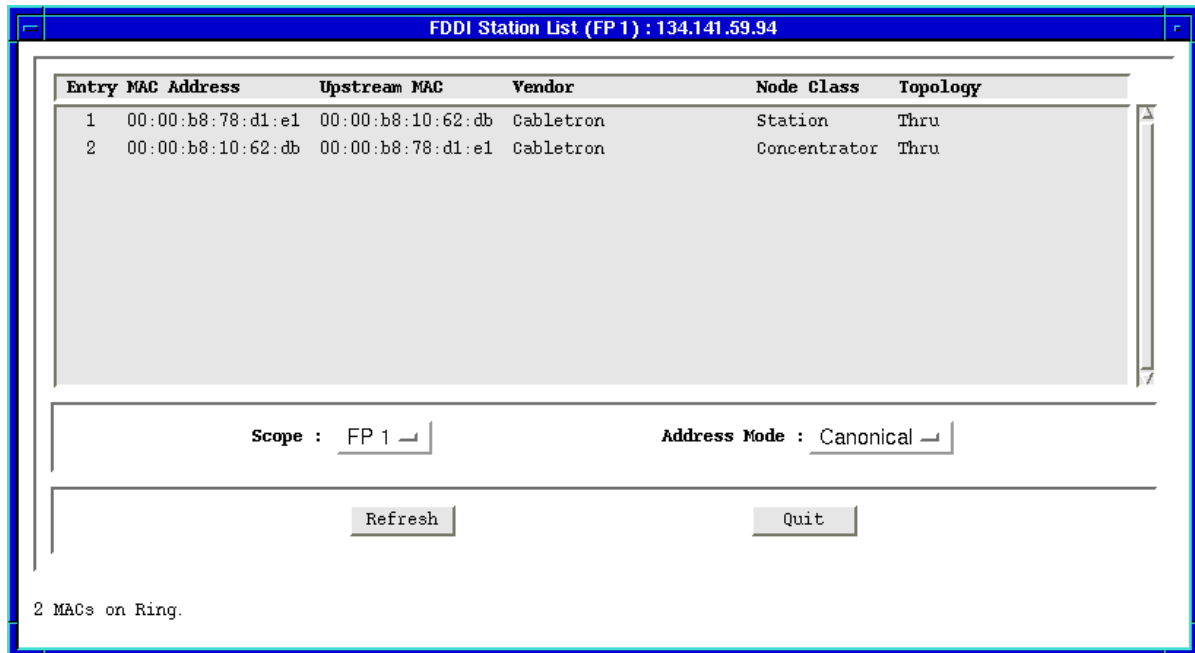 FDDI Station List (FP 1) : 134.141.59.94
Entry MAC Address Upstream MAC Vendor Node Class Topology
1 00:00:b8:78:d1:e1 00:00:b8:10:62:db Cabletron Station Thru
2 00:00:b8:10:62:db 00:00:b8:78:d1:e1 Cabletron Concentrator Thru
Scope : FP 1 Address Mode : Canonical
Refresh Quit
2 MACs on Ring.